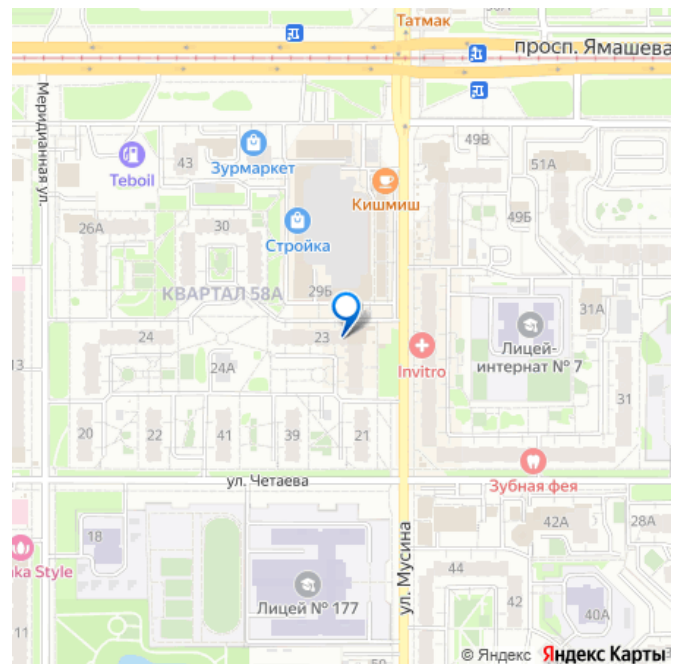 Татмак
просп. Ямашева
Меридианная ул.
43
Зурмаркет
49В
51А
Teboil
Кишмиш
49Б
26А
30
Стройка
КВАРТАЛ 58А
29Б
31А
24
23
Лицей-
интернат № 7
Invitro
13
24А
31
20
22
41
39
21
ул. Четаева
Зубная фея
18
42А
28А
ka Style
ул. Мусина
44
Лицей № 177
42
40А
11
50
© Яндекс Яндекс Карты